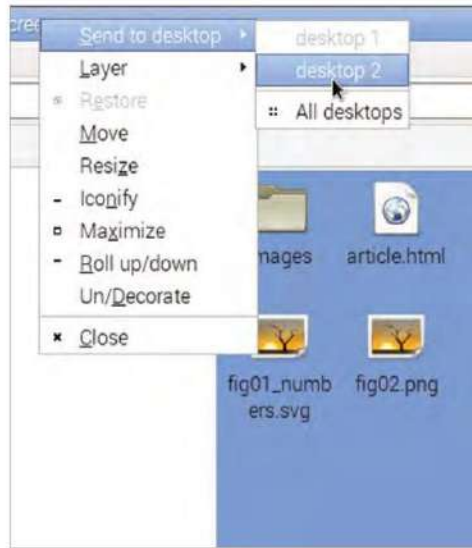 Send to desktop
Layer
Restore
Move
Resize
Iconify
Maximize
Roll up/down
Un/Decorate
Close
desktop 1
desktop 2
All desktops
article.html
fig01_numb
ers.svg
fig02.png